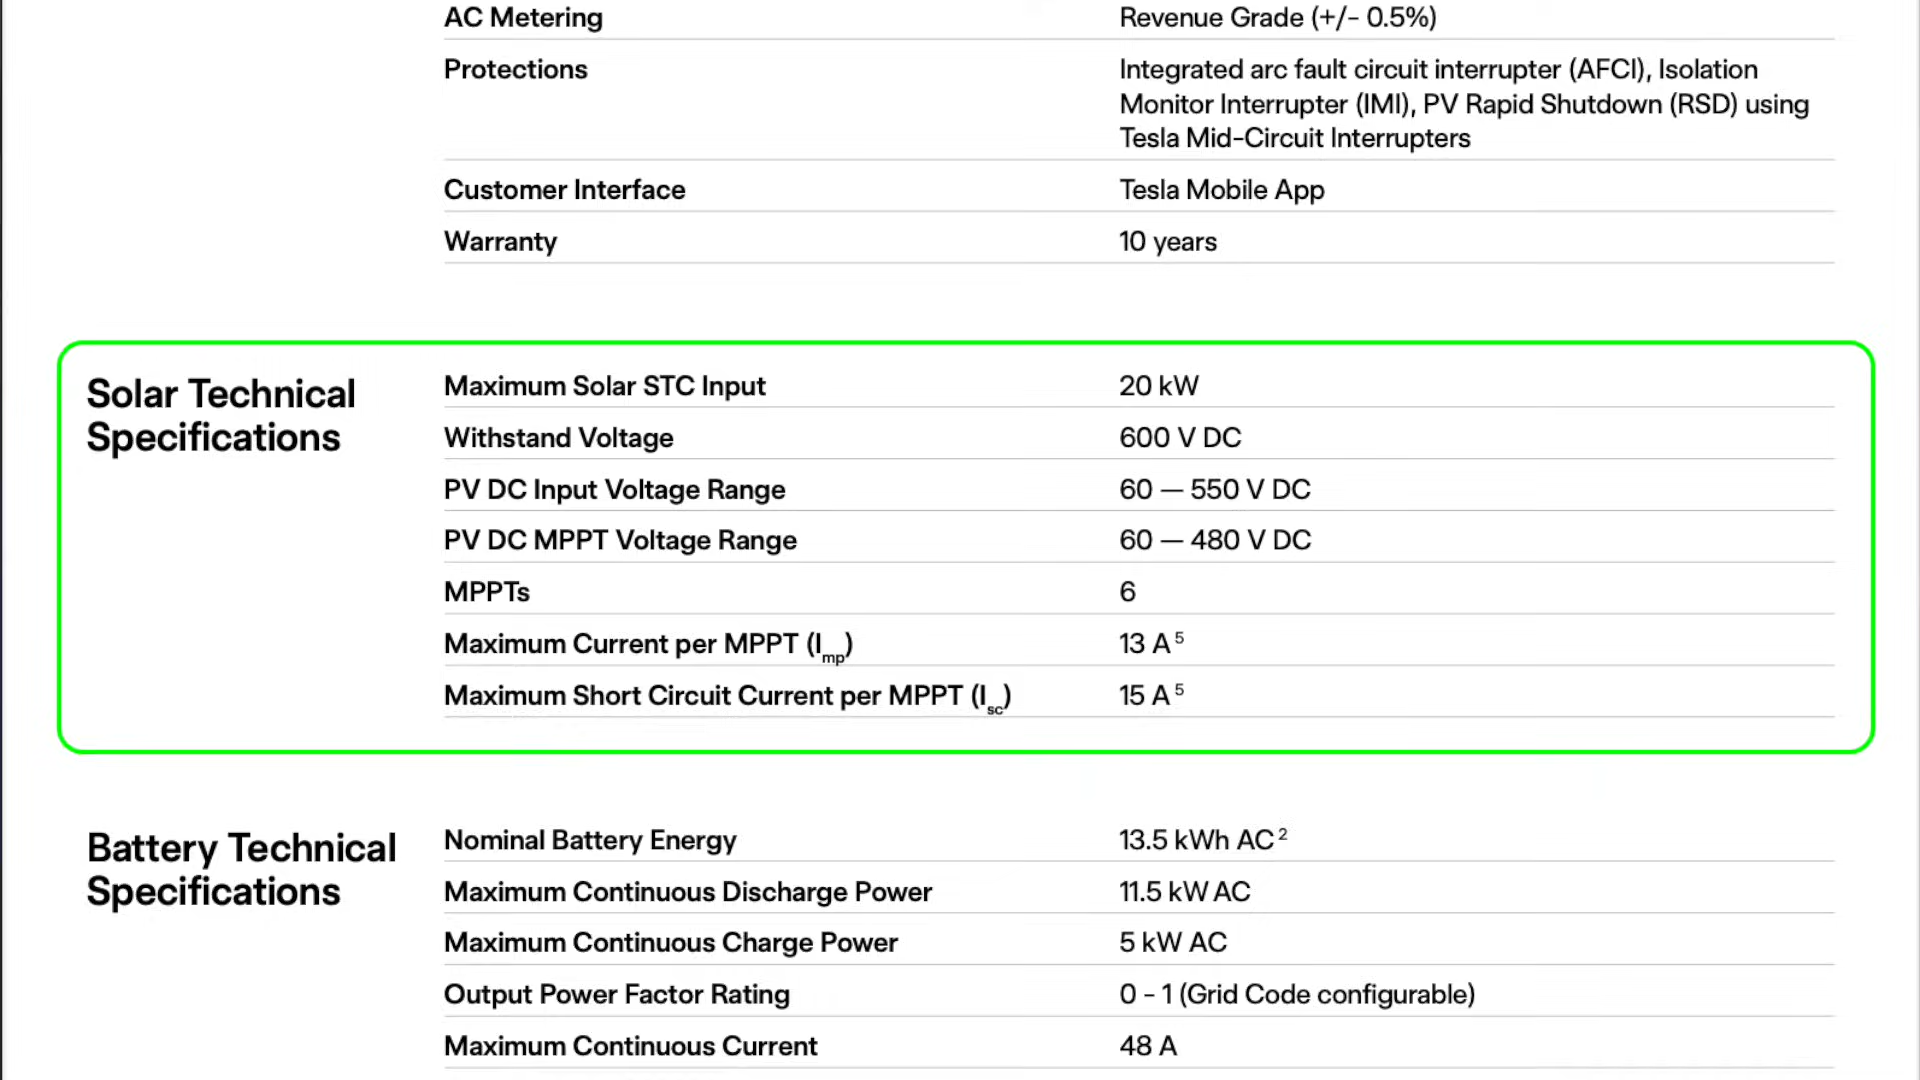 AC Metering Revenue Grade (+/- 0.5%)
Protections Integrated arc fault circuit interrupter (AFCI), Isolation
Monitor Interrupter (IMI), PV Rapid Shutdown (RSD) using
Tesla Mid-Circuit Interrupters
Customer Interface Tesla Mobile App
Warranty 10 years
Solar Technical
Specifications
Maximum Solar STC Input 20 kW
Withstand Voltage 600 V DC
PV DC Input Voltage Range 60 — 550 V DC
PV DC MPPT Voltage Range 60 — 480 V DC
MPPTs 6
Maximum Current per MPPT (Imp) 13 A 5
Maximum Short Circuit Current per MPPT (Isc) 15 A 5
Battery Technical
Specifications
Nominal Battery Energy 13.5 kWh AC 2
Maximum Continuous Discharge Power 11.5 kW AC
Maximum Continuous Charge Power 5 kW AC
Output Power Factor Rating 0 - 1 (Grid Code configurable)
Maximum Continuous Current 48 A